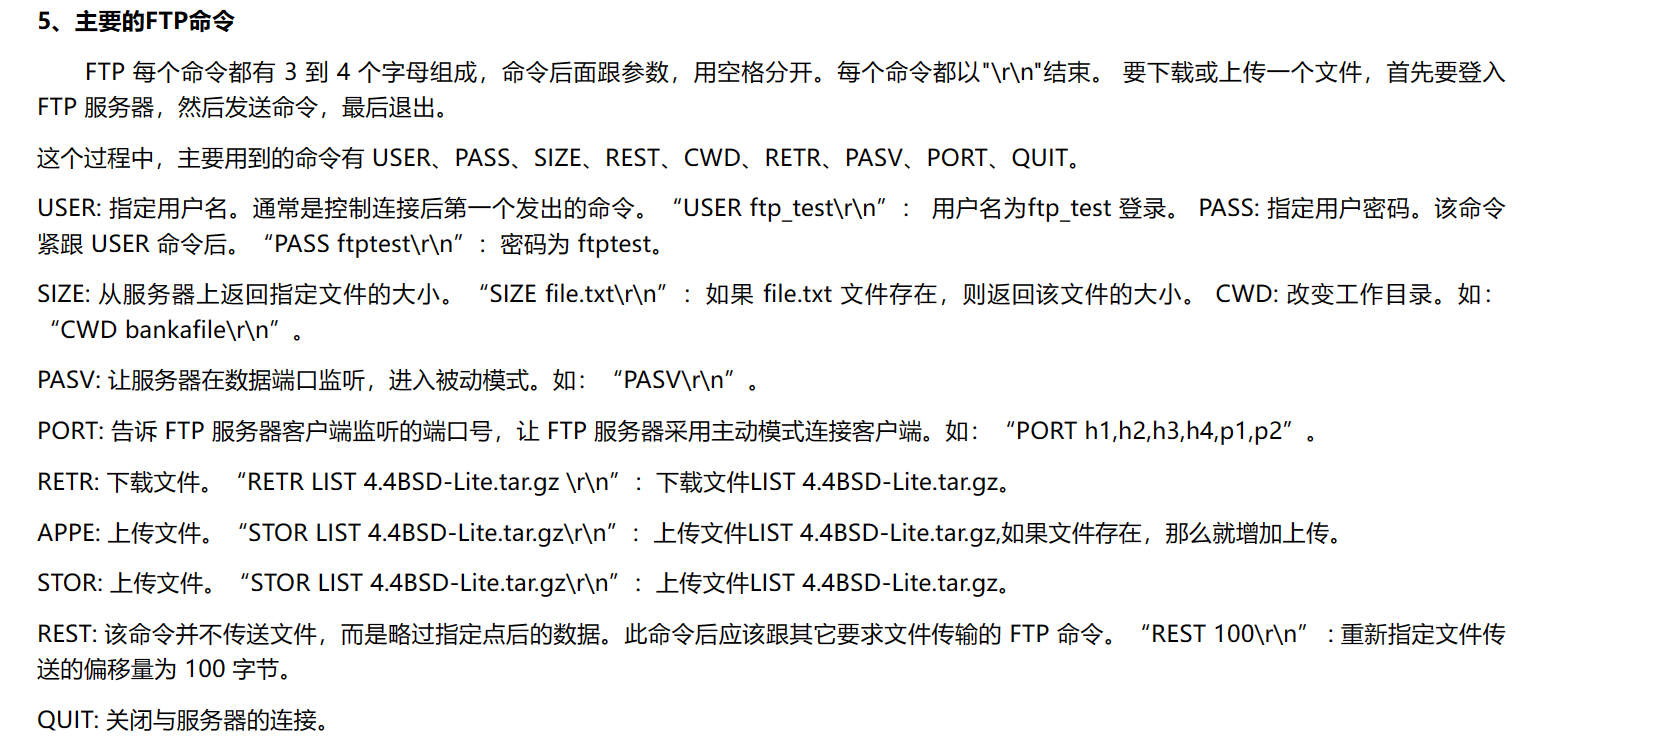 5、主要的FTP命令
FTP 每个命令都有 3 到 4 个字母组成，命令后面跟参数，用空格分开。每个命令都以"\r\n"结束。 要下载或上传一个文件，首先要登入
FTP 服务器，然后发送命令，最后退出。
这个过程中，主要用到的命令有 USER、PASS、SIZE、REST、CWD、RETR、PASV、PORT、QUIT。
USER: 指定用户名。通常是控制连接后第一个发出的命令。“USER ftp_test\r\n”： 用户名为ftp_test 登录。 PASS: 指定用户密码。该命令
紧跟 USER 命令后。“PASS ftptest\r\n”：密码为 ftptest。
SIZE: 从服务器上返回指定文件的大小。“SIZE file.txt\r\n”：如果 file.txt 文件存在，则返回该文件的大小。 CWD: 改变工作目录。如：
“CWD bankafile\r\n”。
PASV: 让服务器在数据端口监听，进入被动模式。如：“PASV\r\n”。
PORT: 告诉 FTP 服务器客户端监听的端口号，让 FTP 服务器采用主动模式连接客户端。如：“PORT h1,h2,h3,h4,p1,p2”。
RETR: 下载文件。“RETR LIST 4.4BSD-Lite.tar.gz \r\n”：下载文件LIST 4.4BSD-Lite.tar.gz。
APPE: 上传文件。“STOR LIST 4.4BSD-Lite.tar.gz\r\n”：上传文件LIST 4.4BSD-Lite.tar.gz,如果文件存在，那么就增加上传。
STOR: 上传文件。“STOR LIST 4.4BSD-Lite.tar.gz\r\n”：上传文件LIST 4.4BSD-Lite.tar.gz。
REST: 该命令并不传送文件，而是略过指定点后的数据。此命令后应该跟其它要求文件传输的 FTP 命令。“REST 100\r\n” : 重新指定文件传
送的偏移量为 100 字节。
QUIT: 关闭与服务器的连接。